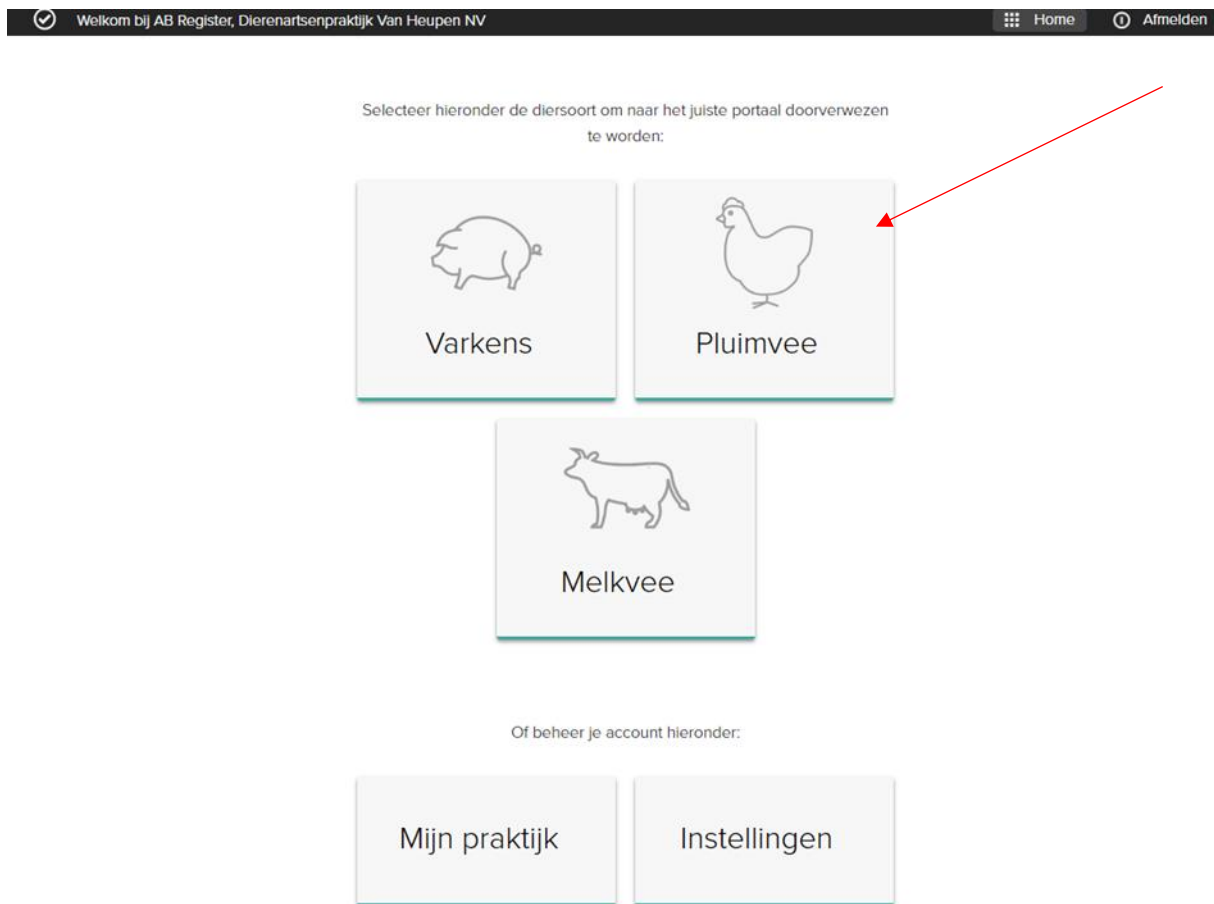 Welkom bij AB Register, Dierenartsenpraktijk Van Heupen NV
Home
Afmelden
Selecteer hieronder de diersoort om naar het juiste portaal doorverwezen
te worden:
Varkens
Pluimvee
Melkvee
Of beheer je account hieronder:
Mijn praktijk
Instellingen